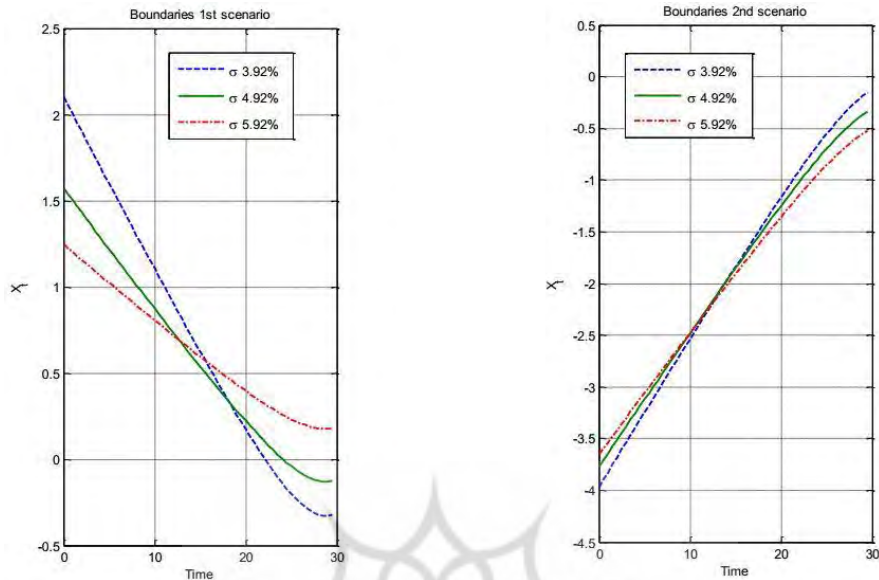 Boundaries 1st scenario
2.5
2
1.5
1
0.5
0
-0.5
X_t
0
10
20
30
Time
σ 3.92%
σ 4.92%
σ 5.92%
Boundaries 2nd scenario
0.5
0
-0.5
-1
-1.5
-2
-2.5
-3
-3.5
-4
-4.5
X_t
0
10
20
30
Time
σ 3.92%
σ 4.92%
σ 5.92%